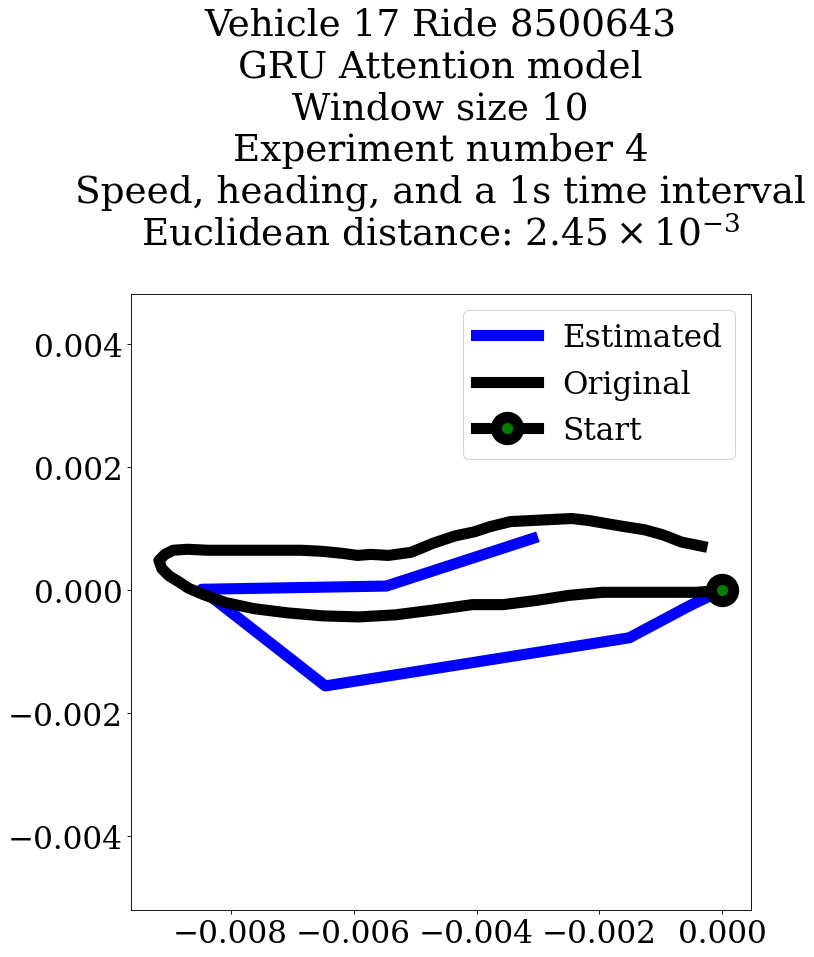 Vehicle 17 Ride 8500643
GRU Attention model
Window size 10
Experiment number 4
Speed, heading, and a 1s time interval
Euclidean distance: 2.45 × 10⁻³
Estimated
Original
Start
0.004
0.002
0.000
−0.002
−0.004
−0.008 −0.006 −0.004 −0.002 0.000